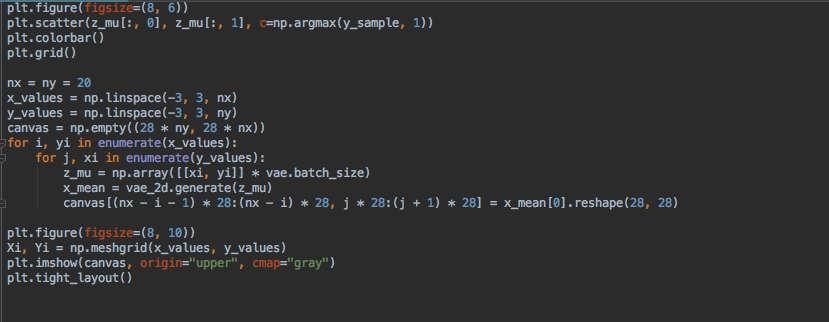 plt.figure(figsize=(8, 6))
plt.scatter(z_mu[:, 0], z_mu[:, 1], c=np.argmax(y_sample, 1))
plt.colorbar()
plt.grid()
nx = ny = 20
x_values = np.linspace(-3, 3, nx)
y_values = np.linspace(-3, 3, ny)
canvas = np.empty((28 * ny, 28 * nx))
for i, yi in enumerate(x_values):
    for j, xi in enumerate(y_values):
        z_mu = np.array([[xi, yi]] * vae.batch_size)
        x_mean = vae_2d.generate(z_mu)
        canvas[(nx - i - 1) * 28:(nx - i) * 28, j * 28:(j + 1) * 28] = x_mean[0].reshape(28, 28)
plt.figure(figsize=(8, 10))
Xi, Yi = np.meshgrid(x_values, y_values)
plt.imshow(canvas, origin="upper", cmap="gray")
plt.tight_layout()